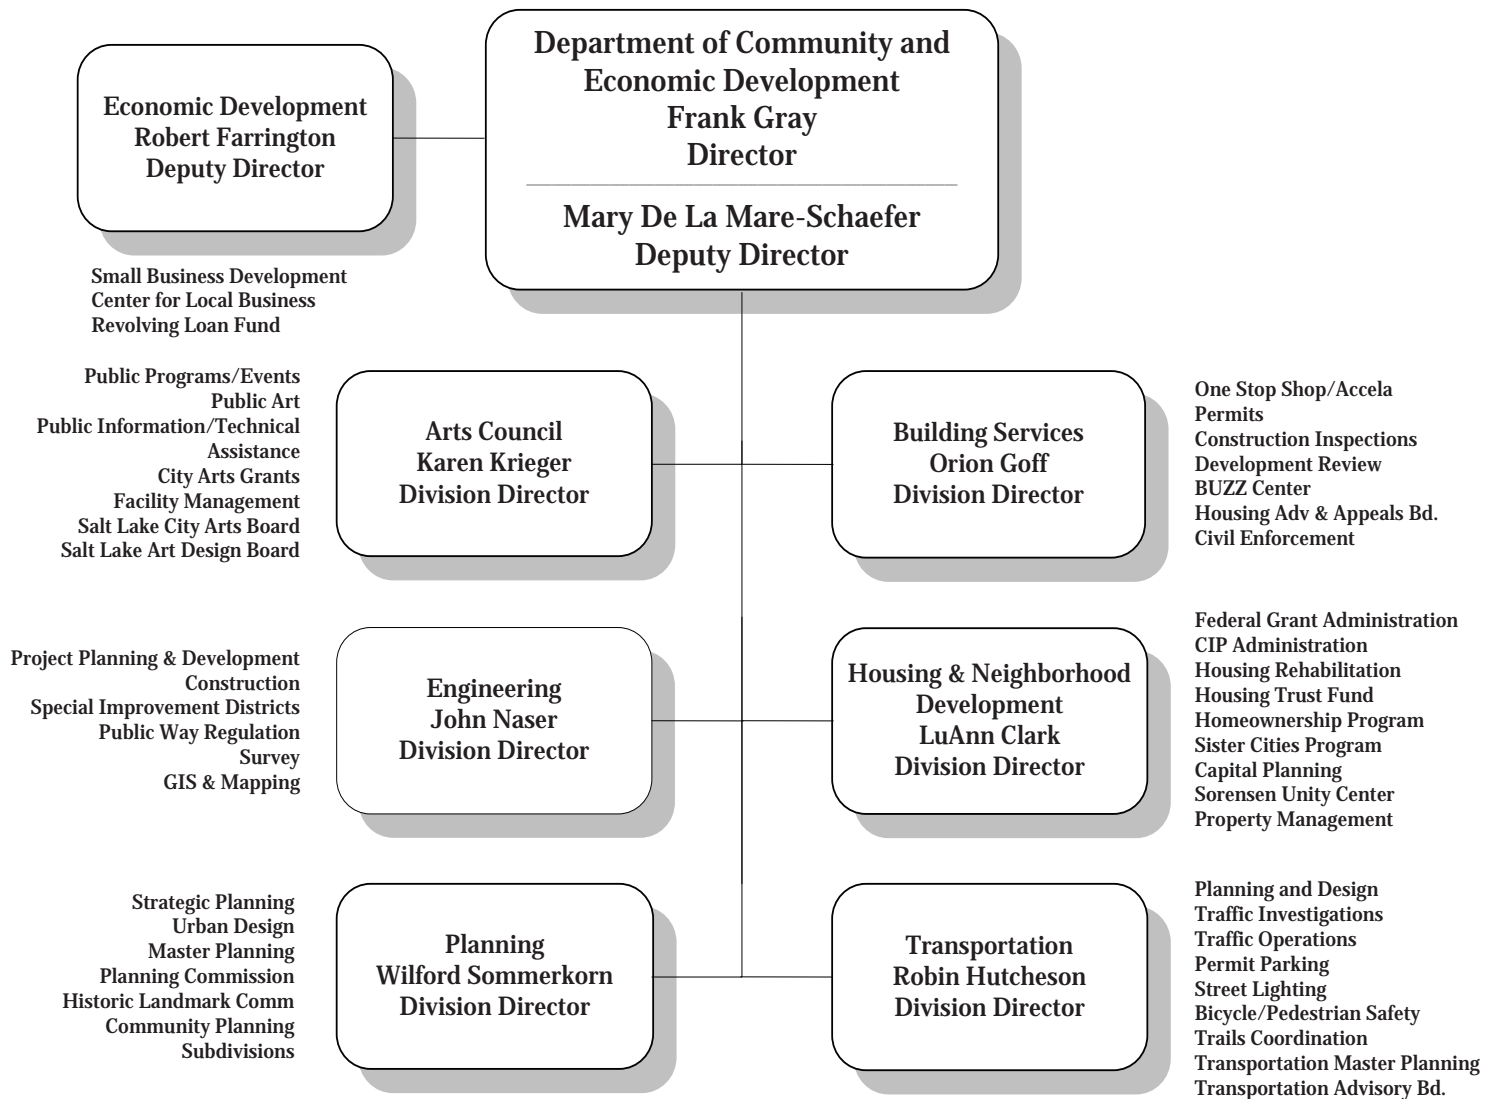 Department of Community and
Economic Development
Frank Gray
Director
Mary De La Mare-Schaefer
Deputy Director
Economic Development
Robert Farrington
Deputy Director
Small Business Development
Center for Local Business
Revolving Loan Fund
Public Programs/Events
Public Art
Public Information/Technical
Assistance
City Arts Grants
Facility Management
Salt Lake City Arts Board
Salt Lake Art Design Board
Arts Council
Karen Krieger
Division Director
Building Services
Orion Goff
Division Director
One Stop Shop/Accela
Permits
Construction Inspections
Development Review
BUZZ Center
Housing Adv & Appeals Bd.
Civil Enforcement
Project Planning & Development
Construction
Special Improvement Districts
Public Way Regulation
Survey
GIS & Mapping
Engineering
John Naser
Division Director
Housing & Neighborhood
Development
LuAnn Clark
Division Director
Federal Grant Administration
CIP Administration
Housing Rehabilitation
Housing Trust Fund
Homeownership Program
Sister Cities Program
Capital Planning
Sorensen Unity Center
Property Management
Strategic Planning
Urban Design
Master Planning
Planning Commission
Historic Landmark Comm
Community Planning
Subdivisions
Planning
Wilford Sommerkorn
Division Director
Transportation
Robin Hutcheson
Division Director
Planning and Design
Traffic Investigations
Traffic Operations
Permit Parking
Street Lighting
Bicycle/Pedestrian Safety
Trails Coordination
Transportation Master Planning
Transportation Advisory Bd.